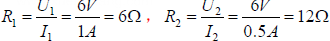 R₁ = U₁/I₁ = 6V/1A = 6Ω , R₂ = U₂/I₂ = 6V/0.5A = 12Ω